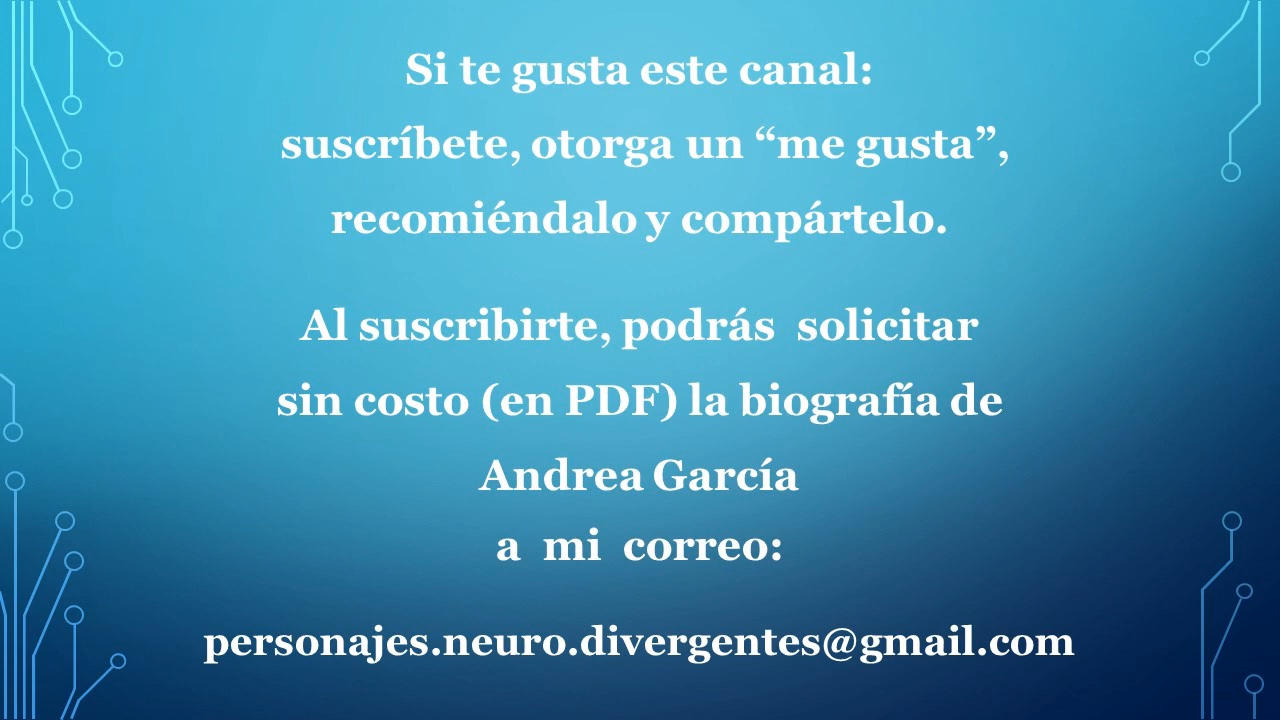 Si te gusta este canal:
suscríbete, otorga un “me gusta”,
recomiéndalo y compártelo.
Al suscribirte, podrás  solicitar
sin costo (en PDF) la biografía de
Andrea García
a  mi  correo:
personajes.neuro.divergentes@gmail.com